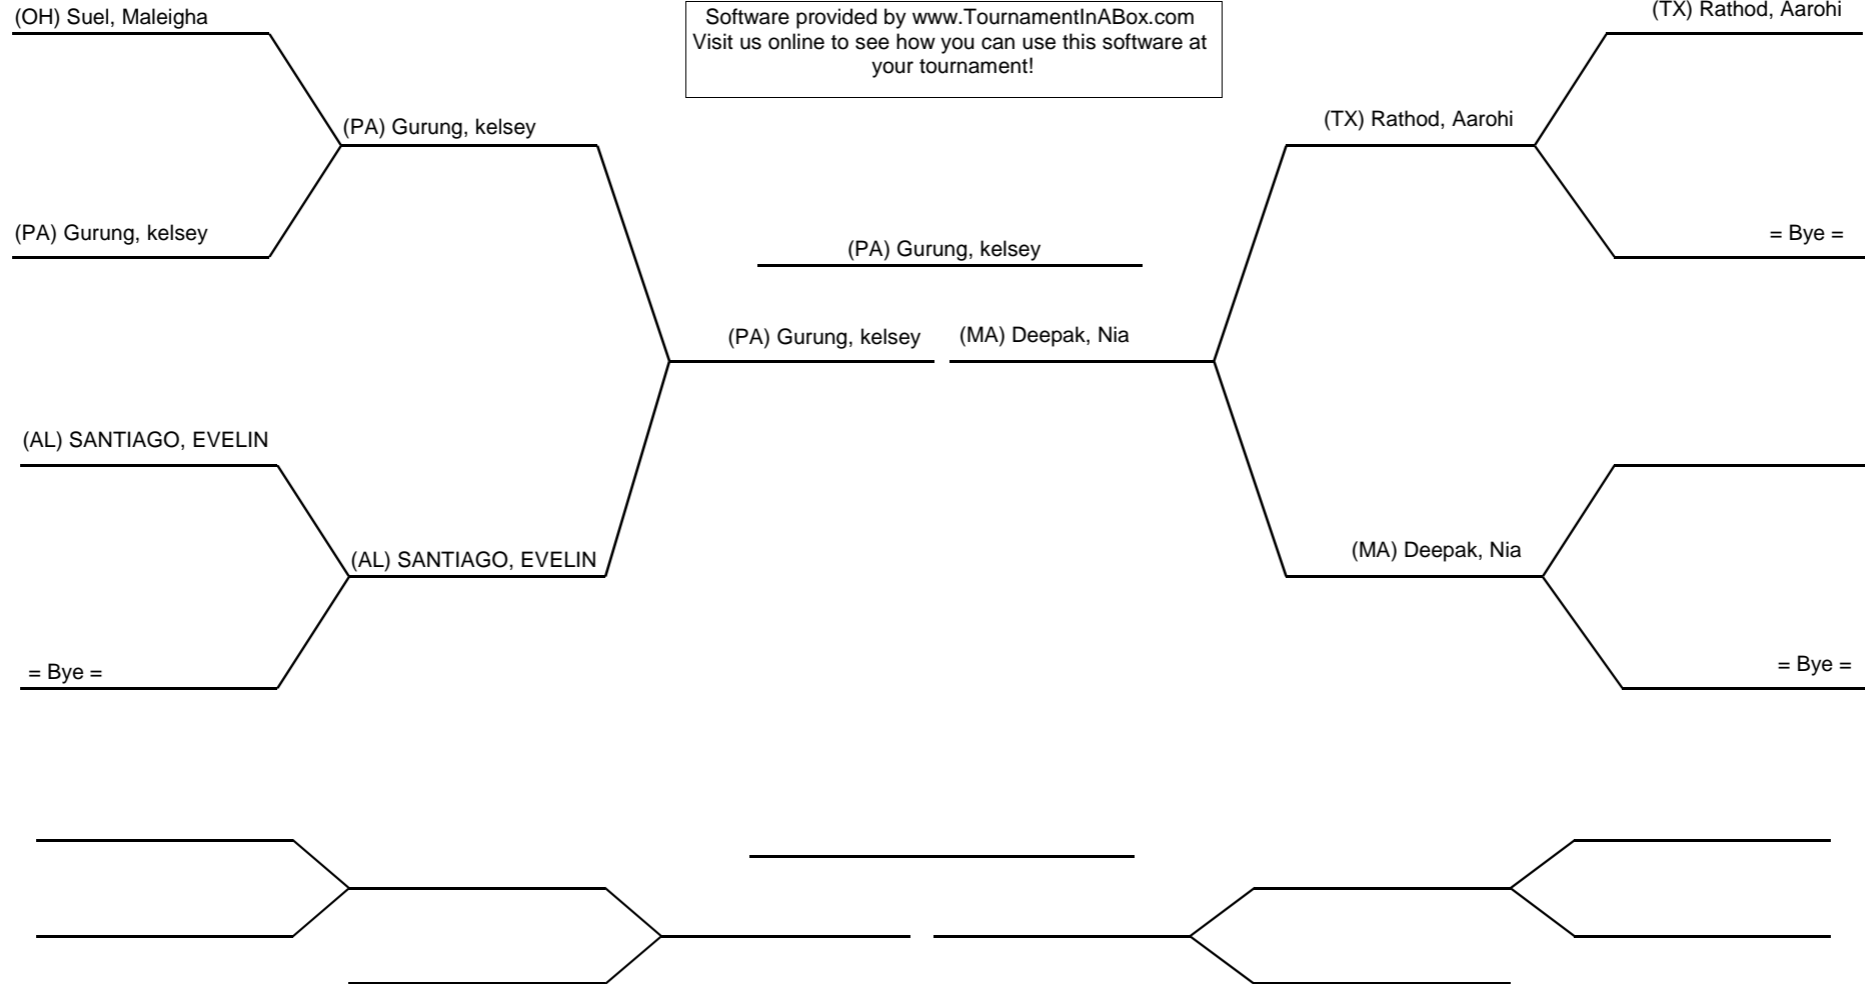 (OH) Suel, Maleigha
Software provided by www.TournamentInABox.com
Visit us online to see how you can use this software at
your tournament!
(TX) Rathod, Aarohi
(PA) Gurung, kelsey
(TX) Rathod, Aarohi
(PA) Gurung, kelsey
(PA) Gurung, kelsey
= Bye =
(PA) Gurung, kelsey
(MA) Deepak, Nia
(AL) SANTIAGO, EVELIN
(AL) SANTIAGO, EVELIN
(MA) Deepak, Nia
= Bye =
= Bye =